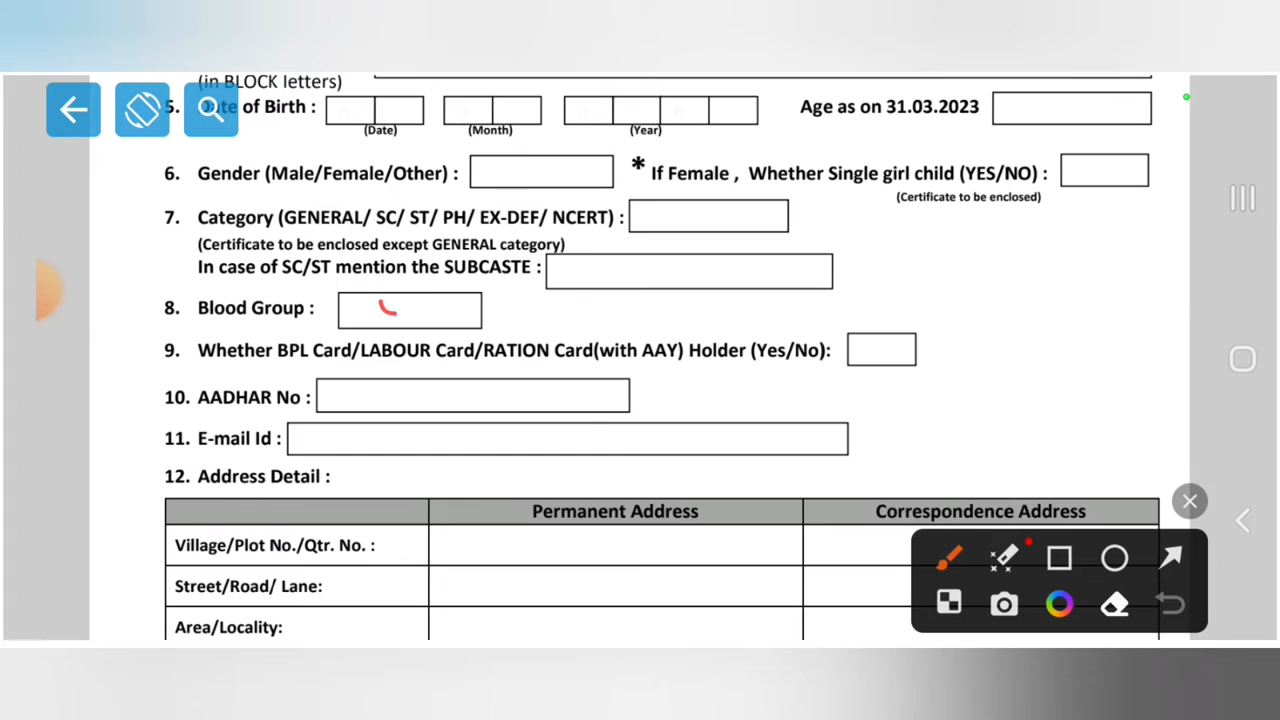 (in BLOCK letters)
5. Date of Birth : Age as on 31.03.2023
(Date) (Month) (Year)
6. Gender (Male/Female/Other) : * If Female , Whether Single girl child (YES/NO) :
(Certificate to be enclosed)
7. Category (GENERAL/ SC/ ST/ PH/ EX-DEF/ NCERT) :
(Certificate to be enclosed except GENERAL category)
In case of SC/ST mention the SUBCASTE :
8. Blood Group :
9. Whether BPL Card/LABOUR Card/RATION Card(with AAY) Holder (Yes/No):
10. AADHAR No :
11. E-mail Id :
12. Address Detail :
Permanent Address Correspondence Address
Village/Plot No./Qtr. No. :
Street/Road/ Lane:
Area/Locality: